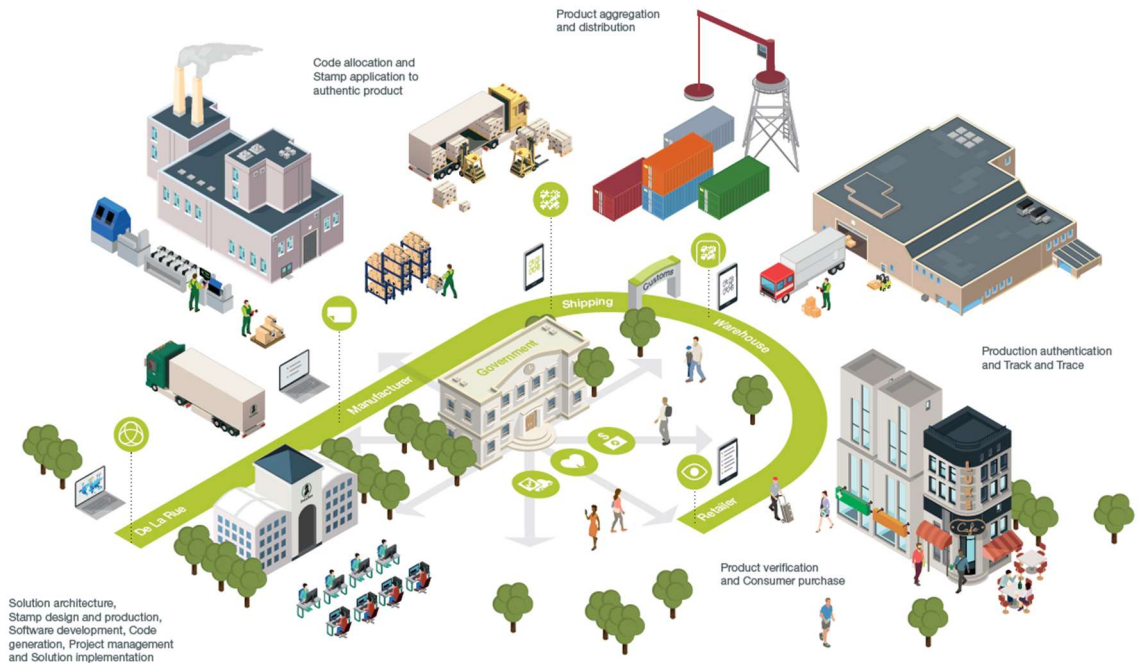 Product aggregation
and distribution
Code allocation and
Stamp application to
authentic product
Customs
Shipping
Warehouse
Government
Manufacturer
Production authentication
and Track and Trace
De La Rue
Retailer
Cafe
Product verification
and Consumer purchase
Solution architecture,
Stamp design and production,
Software development, Code
generation, Project management
and Solution implementation